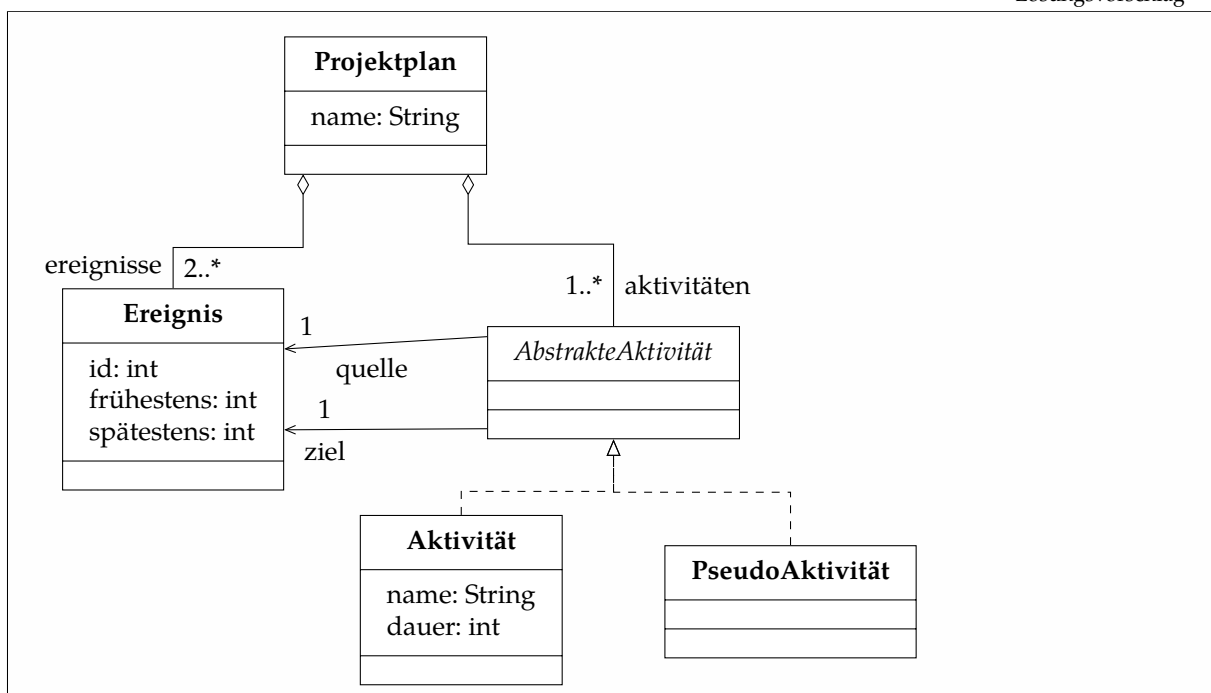 Projektplan
name: String
ereignisse
2..*
1..*
aktivitäten
Ereignis
id: int
frühestens: int
spätestens: int
1
quelle
1
ziel
AbstrakteAktivität
Aktivität
name: String
dauer: int
PseudoAktivität